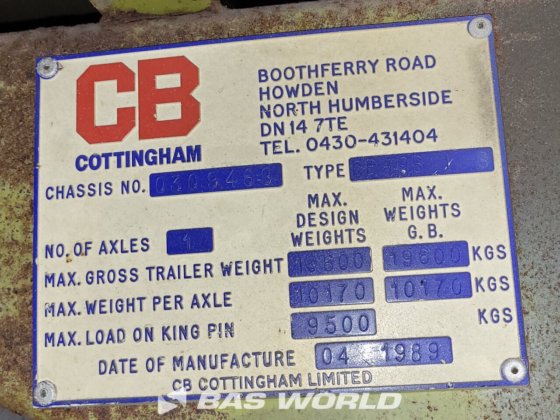 CB
COTTINGHAM
BOOTHFERRY ROAD
HOWDEN
NORTH HUMBERSIDE
DN14 7TE
TEL. 0430-431404
CHASSIS NO.
TYPE
MAX. DESIGN WEIGHTS
MAX. WEIGHTS G.B.
NO. OF AXLES 1
MAX. GROSS TRAILER WEIGHT 19600 KGS
MAX. WEIGHT PER AXLE 10170 10170 KGS
MAX. LOAD ON KING PIN 9500 KGS
DATE OF MANUFACTURE 04 1989
CB COTTINGHAM LIMITED
BAS WORLD